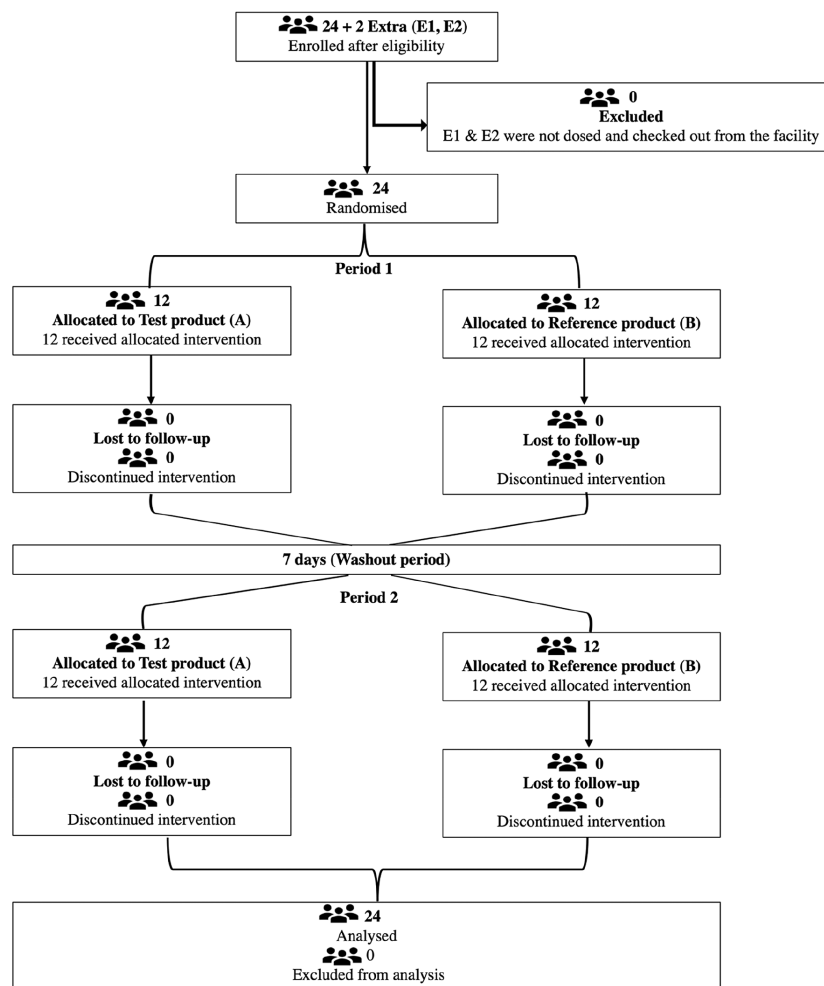 24 + 2 Extra (E1, E2)
Enrolled after eligibility
0
Excluded
E1 & E2 were not dosed and checked out from the facility
24
Randomised
Period 1
12
Allocated to Test product (A)
12 received allocated intervention
12
Allocated to Reference product (B)
12 received allocated intervention
0
Lost to follow-up
0
Discontinued intervention
0
Lost to follow-up
0
Discontinued intervention
7 days (Washout period)
Period 2
12
Allocated to Test product (A)
12 received allocated intervention
12
Allocated to Reference product (B)
12 received allocated intervention
0
Lost to follow-up
0
Discontinued intervention
0
Lost to follow-up
0
Discontinued intervention
24
Analysed
0
Excluded from analysis